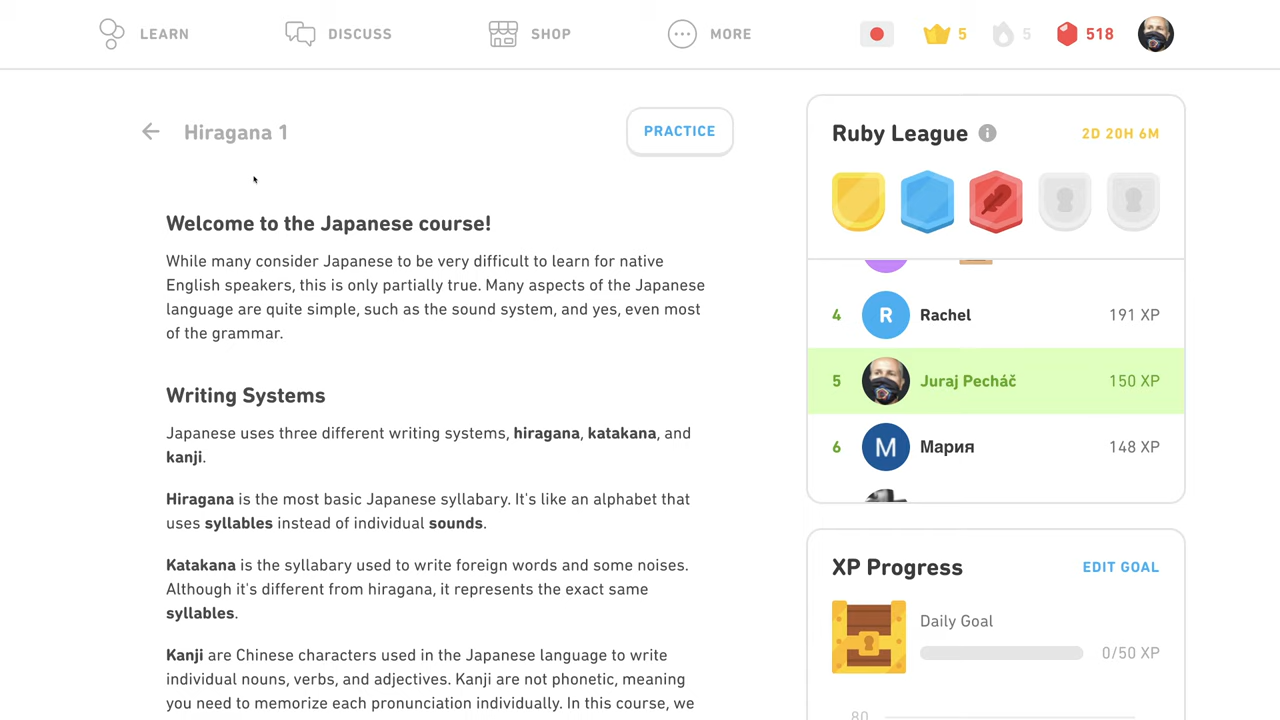 LEARN
DISCUSS
SHOP
MORE
5
5
518
Hiragana 1
PRACTICE
Welcome to the Japanese course!
While many consider Japanese to be very difficult to learn for native
English speakers, this is only partially true. Many aspects of the Japanese
language are quite simple, such as the sound system, and yes, even most
of the grammar.
Writing Systems
Japanese uses three different writing systems, hiragana, katakana, and
kanji.
Hiragana is the most basic Japanese syllabary. It's like an alphabet that
uses syllables instead of individual sounds.
Katakana is the syllabary used to write foreign words and some noises.
Although it's different from hiragana, it represents the exact same
syllables.
Kanji are Chinese characters used in the Japanese language to write
individual nouns, verbs, and adjectives. Kanji are not phonetic, meaning
you need to memorize each pronunciation individually. In this course, we
Ruby League
2D 20H 6M
4 R Rachel 191 XP
5 Juraj Pecháč 150 XP
6 М Мария 148 XP
XP Progress
EDIT GOAL
Daily Goal
0/50 XP
80